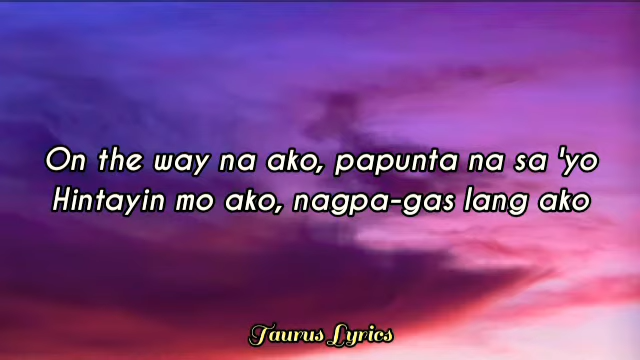 On the way na ako, papunta na sa 'yo
Hintayin mo ako, nagpa-gas lang ako
Taurus Lyrics